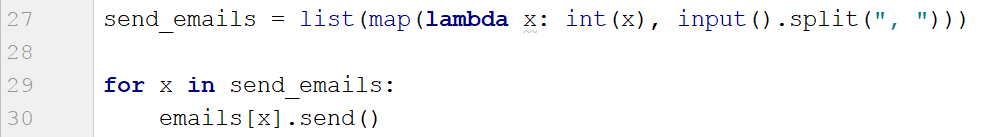 27 send_emails = list(map(lambda x: int(x), input().split(", ")))
28
29 for x in send_emails:
30     emails[x].send()